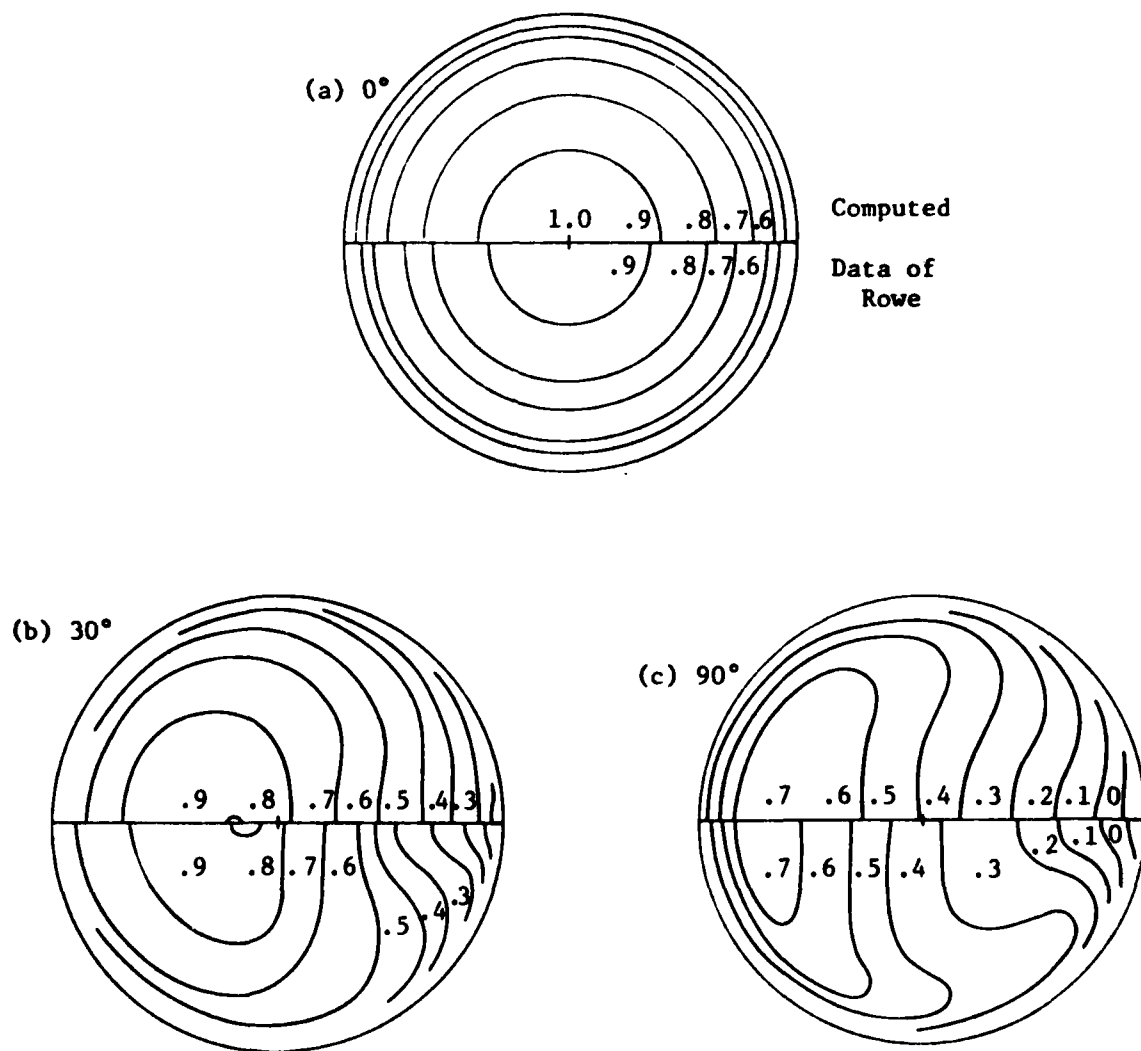 (a) 0°
1.0 .9 .8 .7 .6
Computed
.9 .8 .7 .6
Data of
Rowe
(b) 30°
.9 .8 .7 .6 .5 .4 .3
.9 .8 .7 .6
.5 .4 .3
(c) 90°
.7 .6 .5 .4 .3 .2 .1 0
.7 .6 .5 .4 .3 .2 .1 0